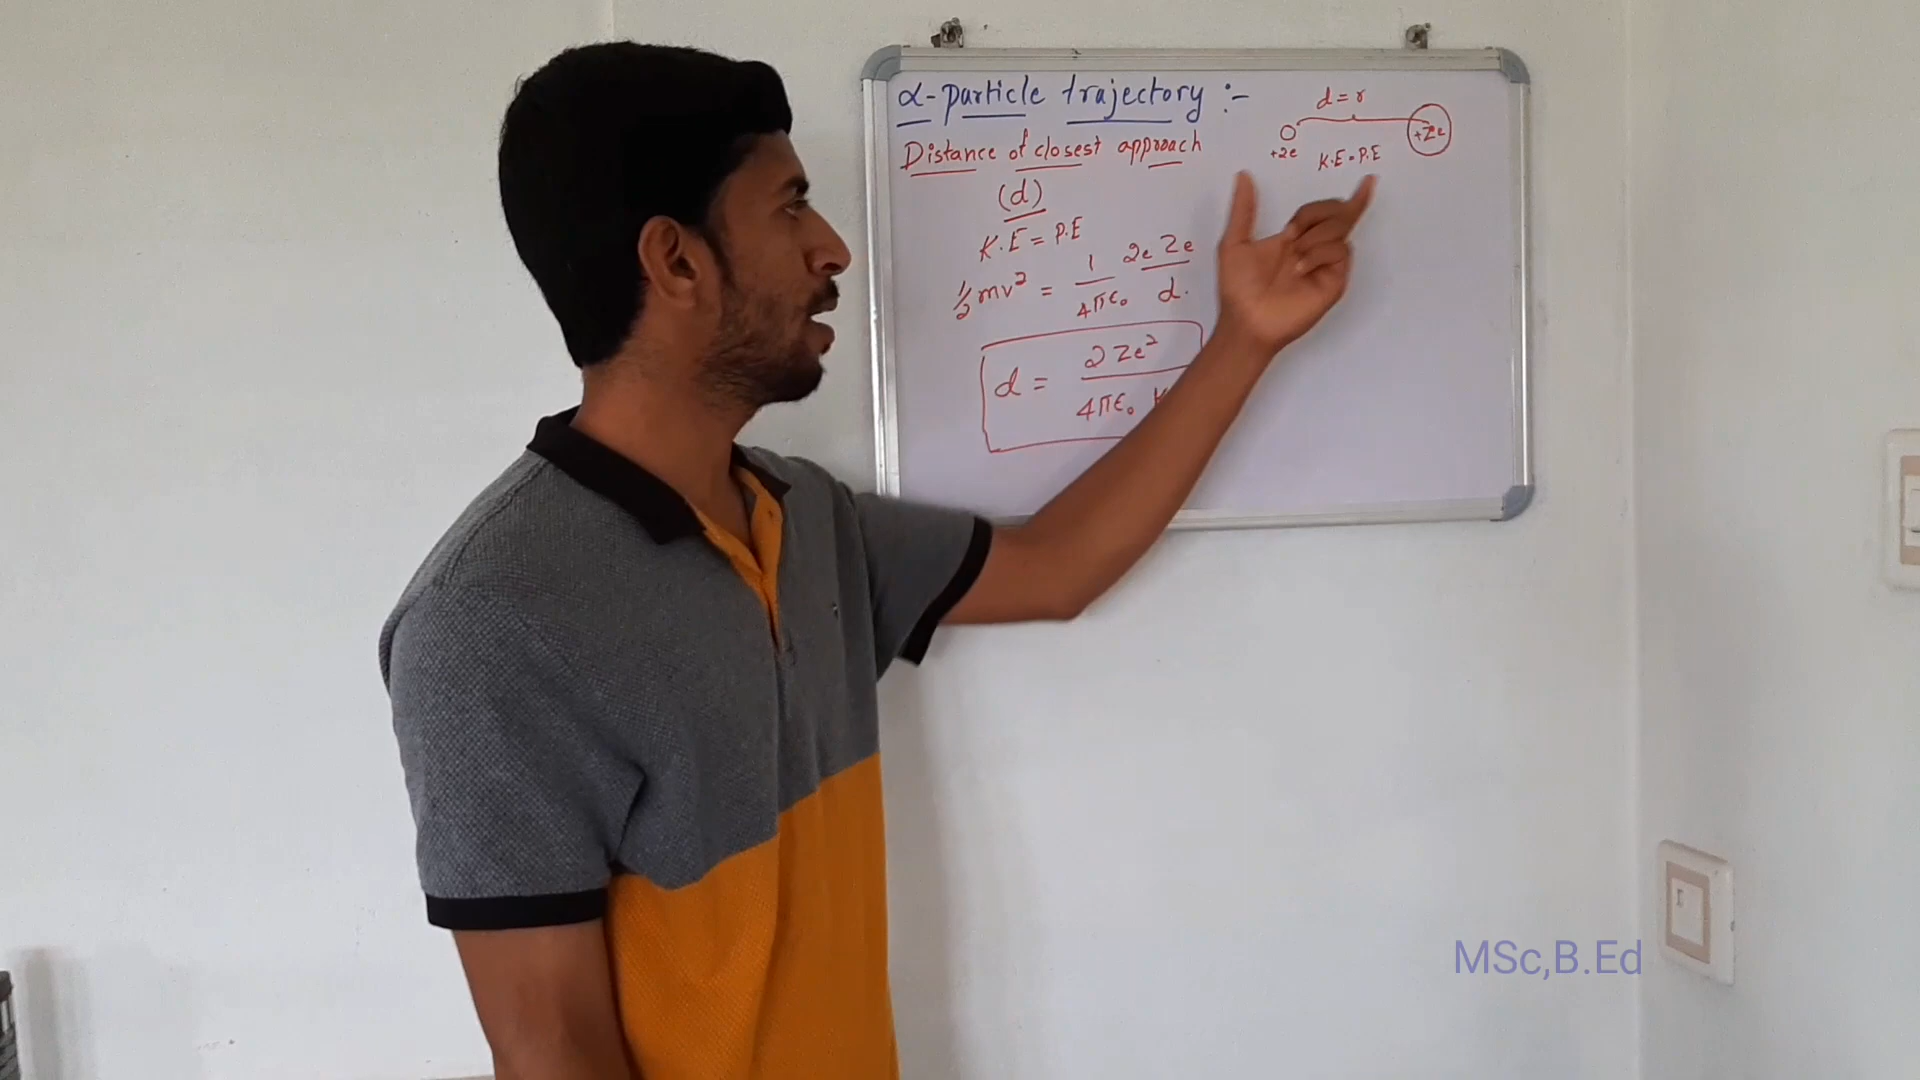 α-particle trajectory :-
Distance of closest approach
(d)
K.E = P.E
½mv² = 1/4πε₀ 2e Ze/d.
d = 2Ze²/4πε₀ K
d = r
+2e
+Ze
K.E = P.E
MSc,B.Ed